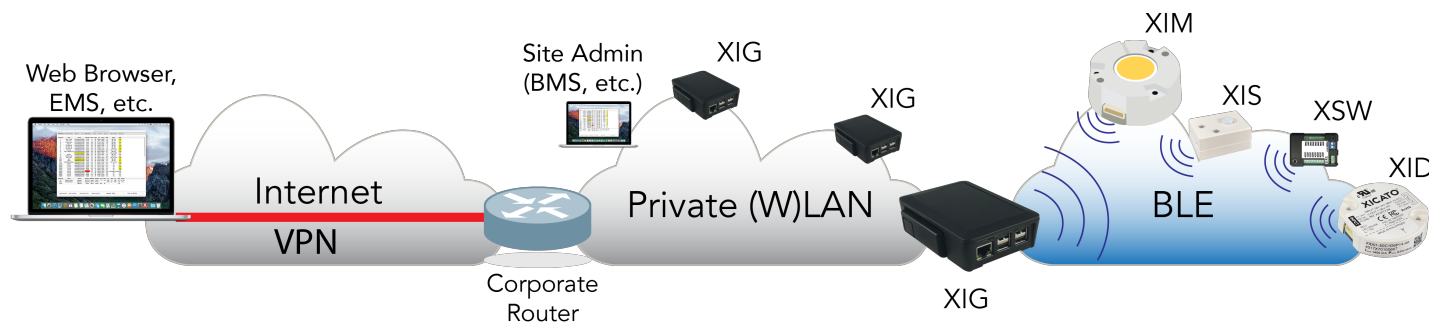 Web Browser,
EMS, etc.
Internet
VPN
Corporate
Router
Site Admin
(BMS, etc.)
XIG
XIG
Private (W)LAN
XIG
XIM
XIS
XSW
XID
BLE
XICATO